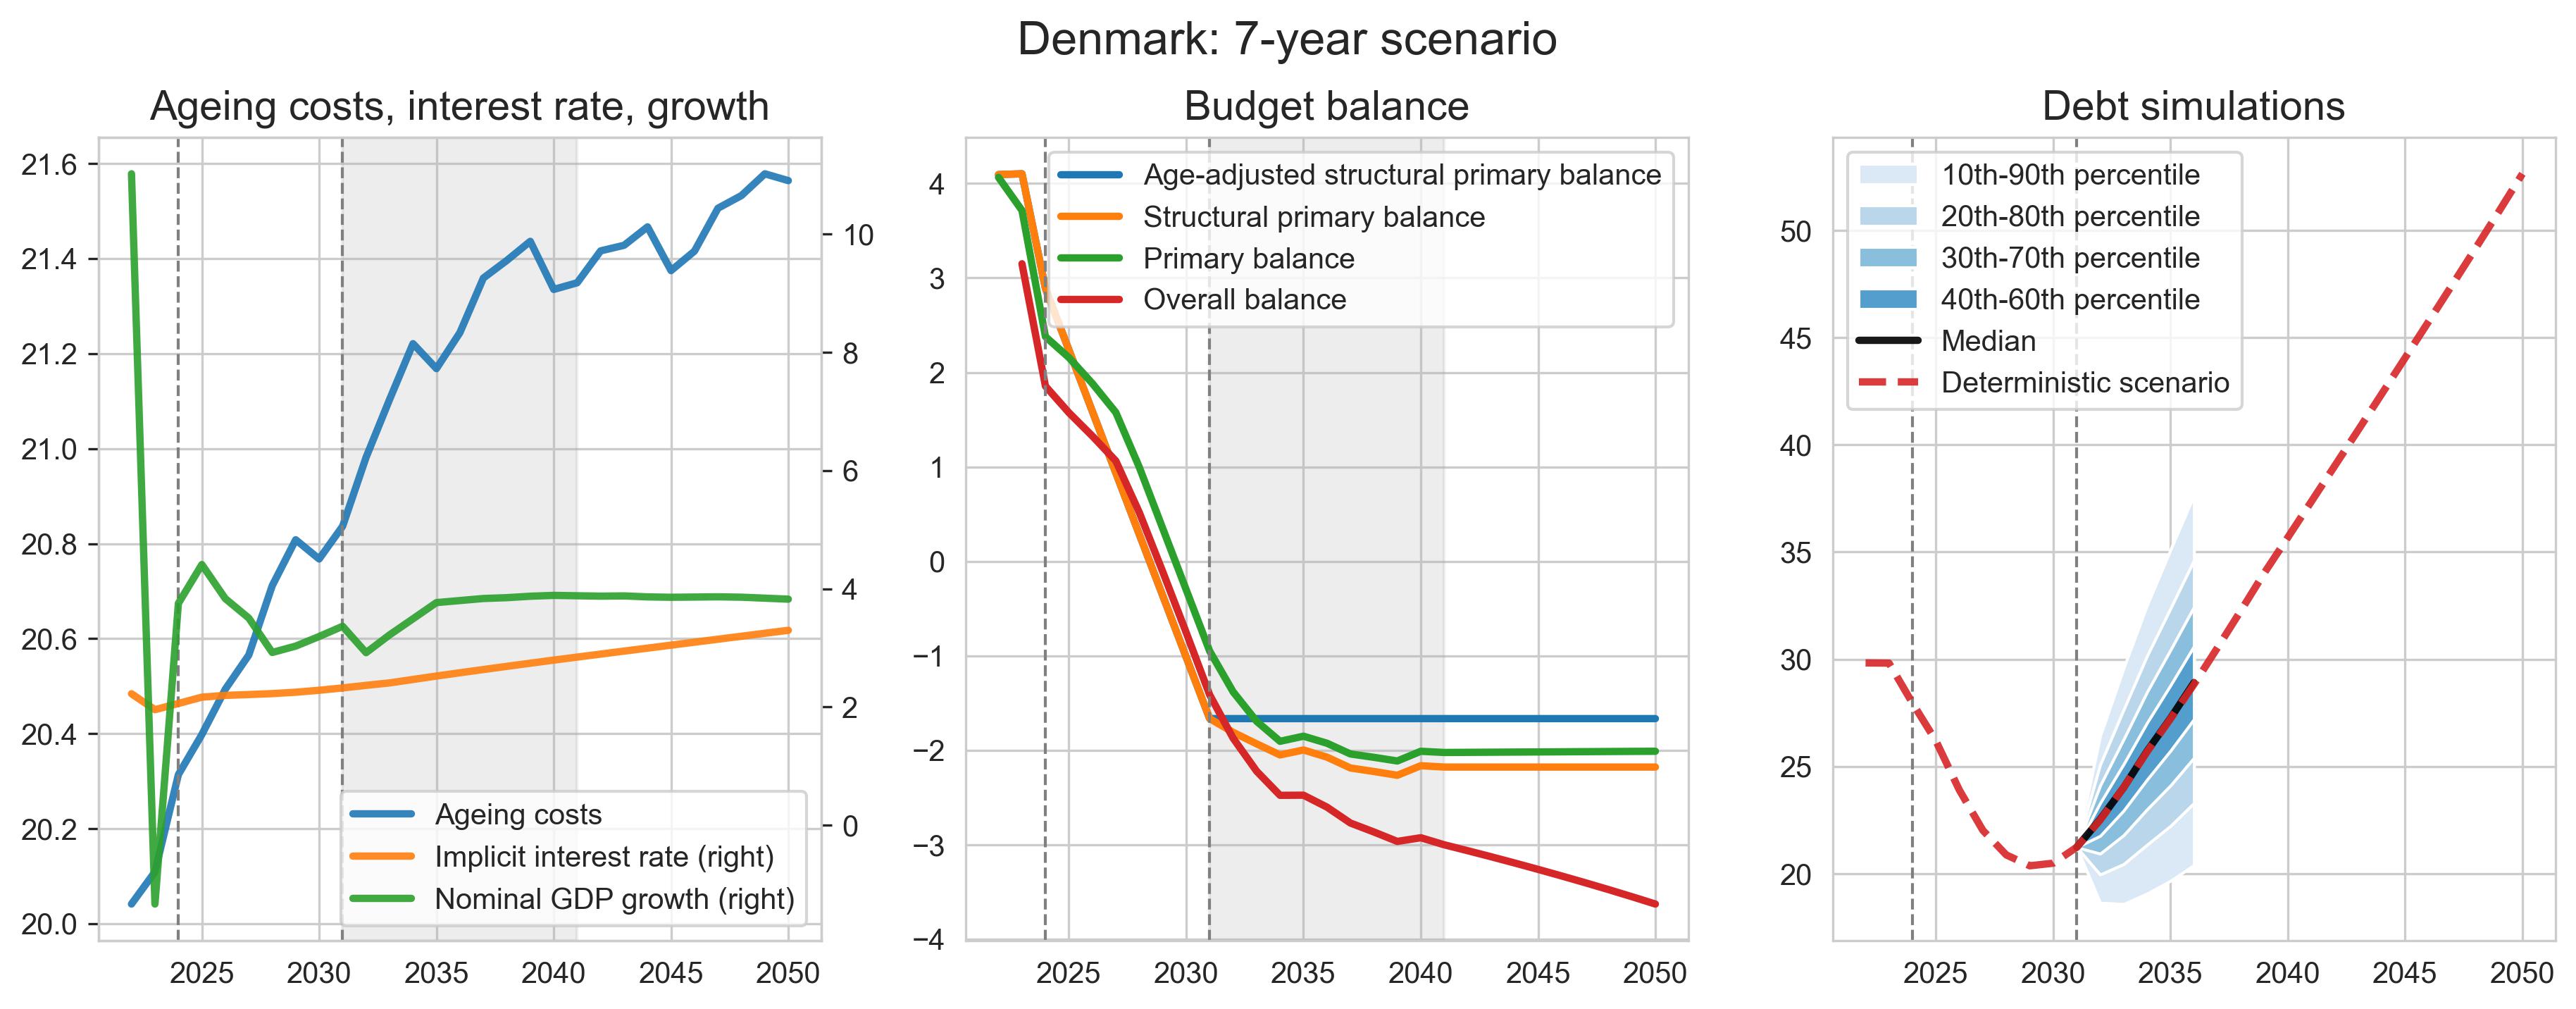 Denmark: 7-year scenario
Ageing costs, interest rate, growth
21.6
21.4
21.2
21.0
20.8
20.6
20.4
20.2
20.0
10
8
6
4
2
0
Ageing costs
Implicit interest rate (right)
Nominal GDP growth (right)
2025 2030 2035 2040 2045 2050
Budget balance
4
3
2
1
0
−1
−2
−3
−4
Age-adjusted structural primary balance
Structural primary balance
Primary balance
Overall balance
2025 2030 2035 2040 2045 2050
Debt simulations
50
45
40
35
30
25
20
10th-90th percentile
20th-80th percentile
30th-70th percentile
40th-60th percentile
Median
Deterministic scenario
2025 2030 2035 2040 2045 2050